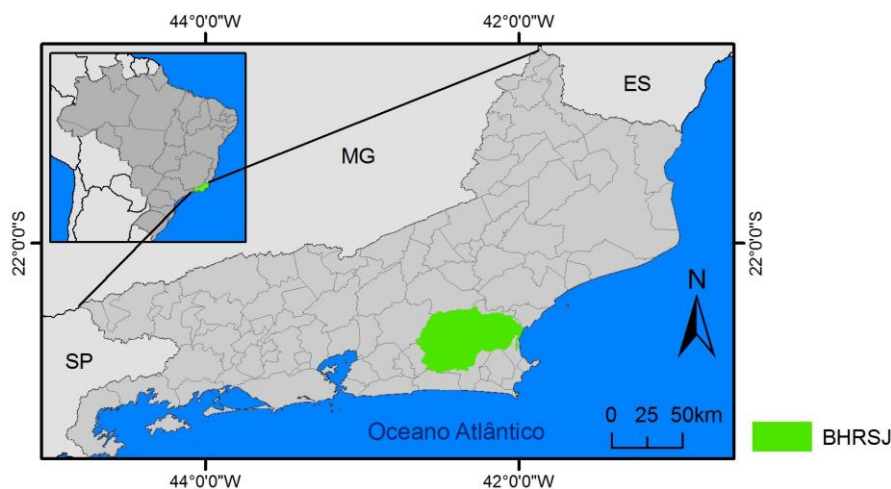 44°0'0"W
42°0'0"W
ES
MG
22°0'0"S
22°0'0"S
N
SP
0 25 50km
Oceano Atlântico
BHRSJ
44°0'0"W
42°0'0"W